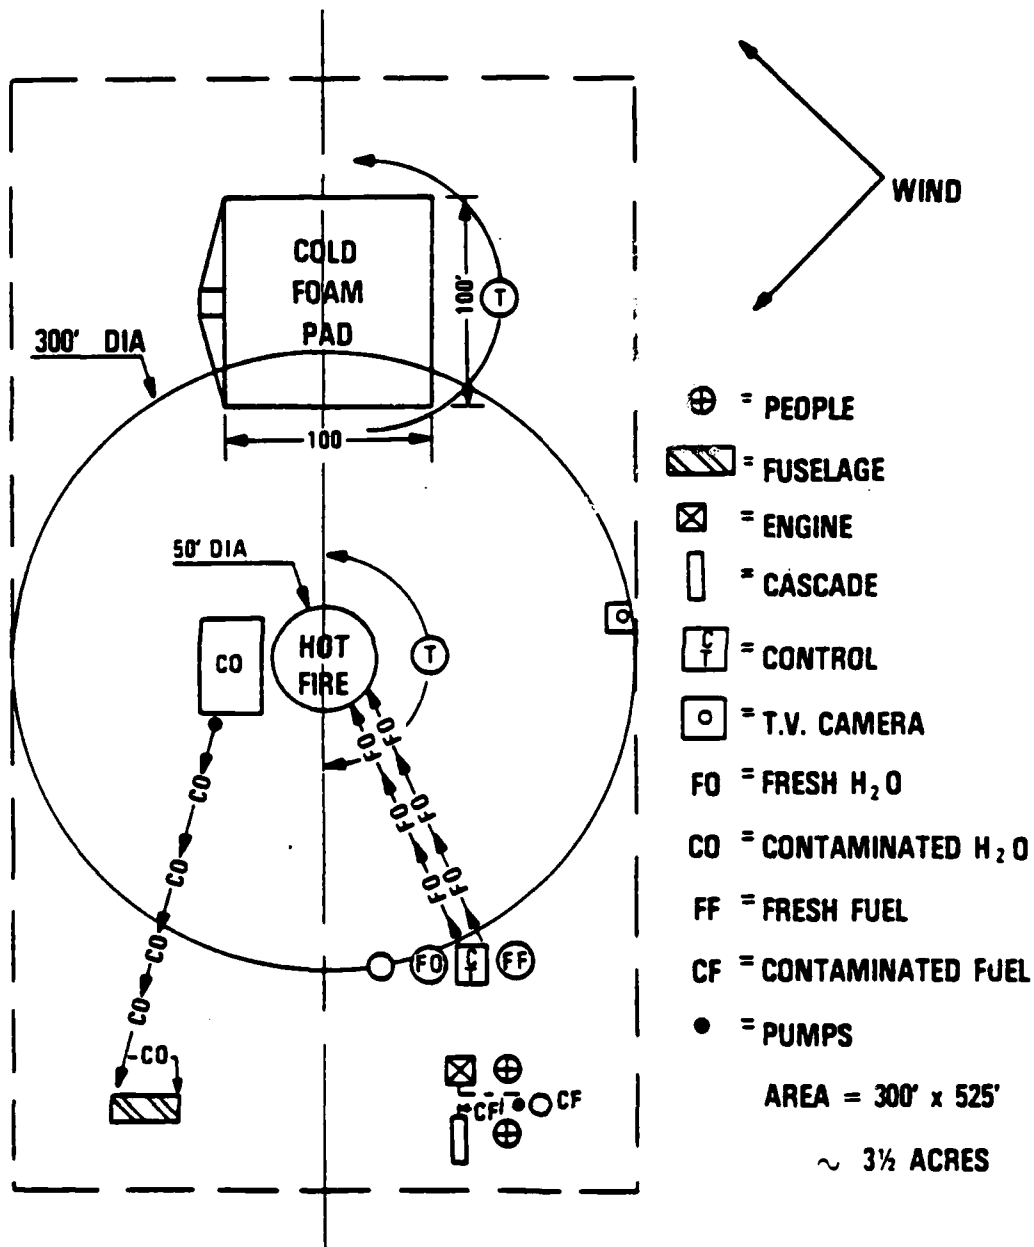 WIND
COLD
FOAM
PAD
T
100'
300' DIA
100
50' DIA
HOT
FIRE
T
CO
FO
FO
FO
FO
FO
FO
CO
CO
CO
CO
FO
CT
FF
CO
CF
CF
⊕ = PEOPLE
= FUSELAGE
= ENGINE
= CASCADE
CT = CONTROL
= T.V. CAMERA
FO = FRESH H₂O
CO = CONTAMINATED H₂O
FF = FRESH FUEL
CF = CONTAMINATED FUEL
● = PUMPS
AREA = 300' x 525'
~ 3½ ACRES